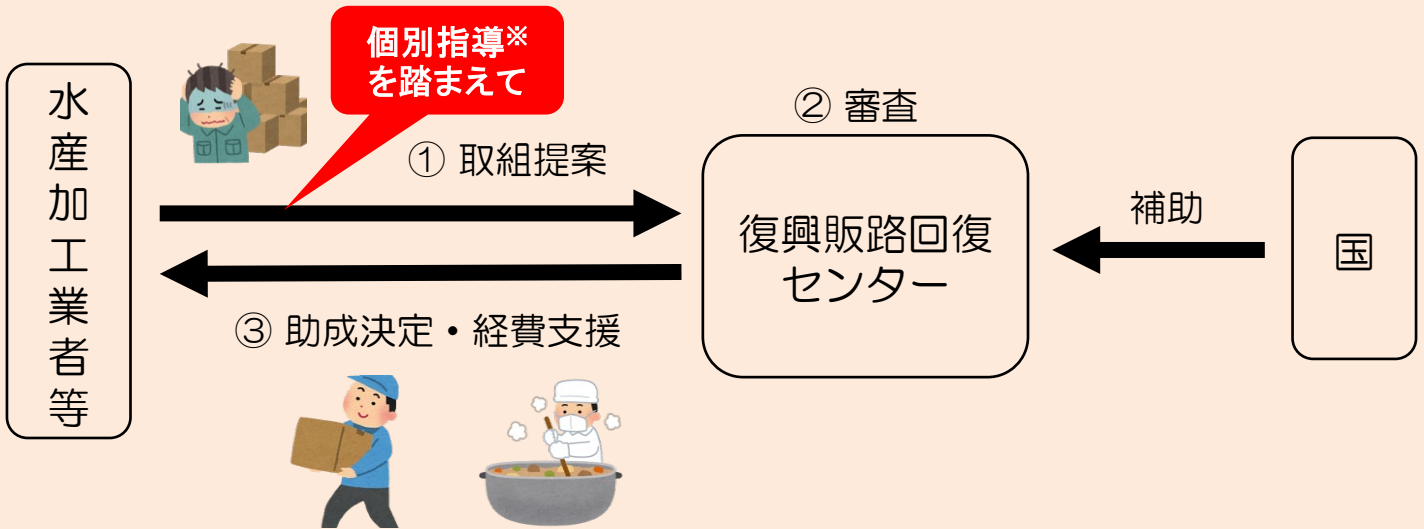 水産加工業者等
個別指導※
を踏まえて
① 取組提案
③ 助成決定・経費支援
② 審査
復興販路回復
センター
補助
国